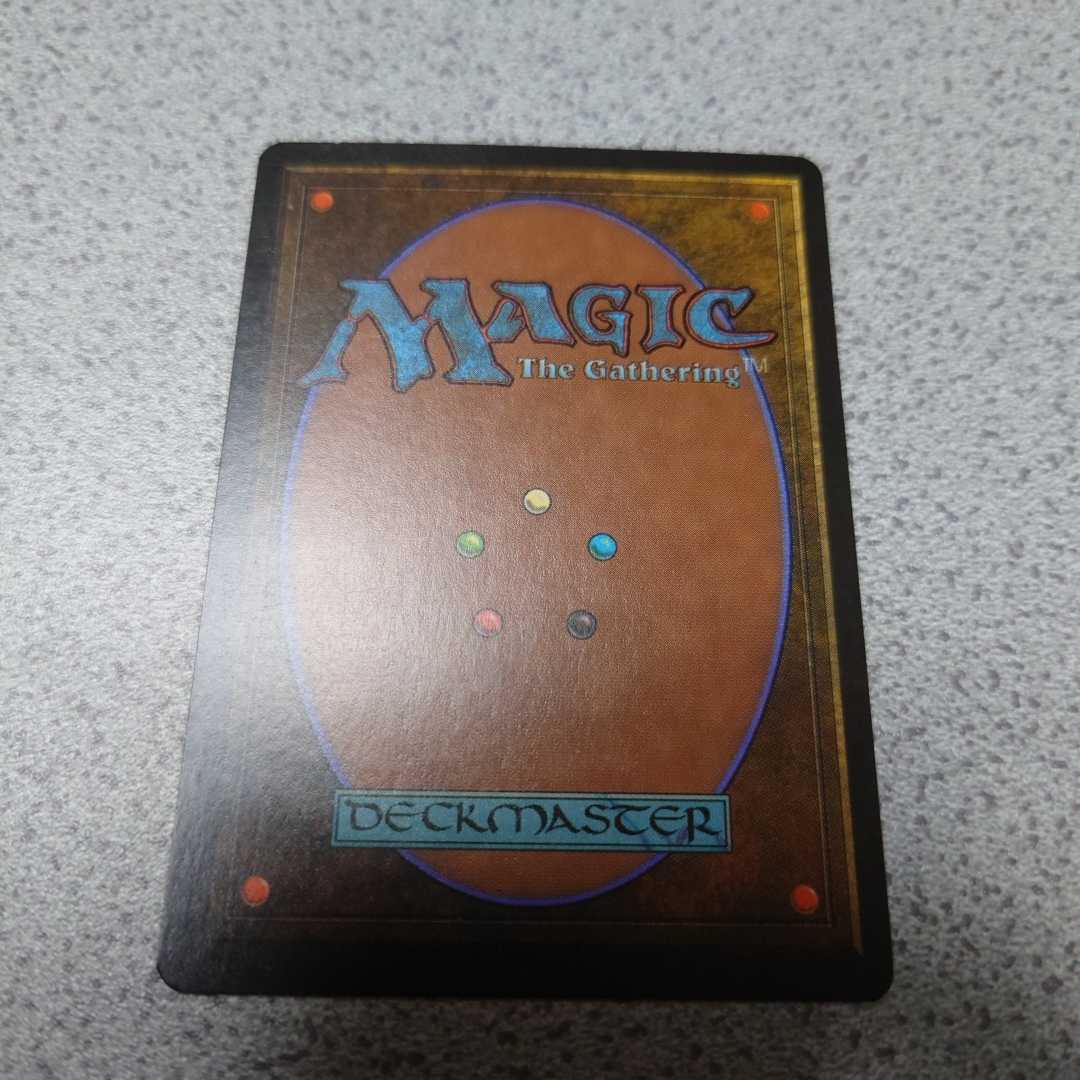 MAGIC
The Gathering™
DECKMASTER